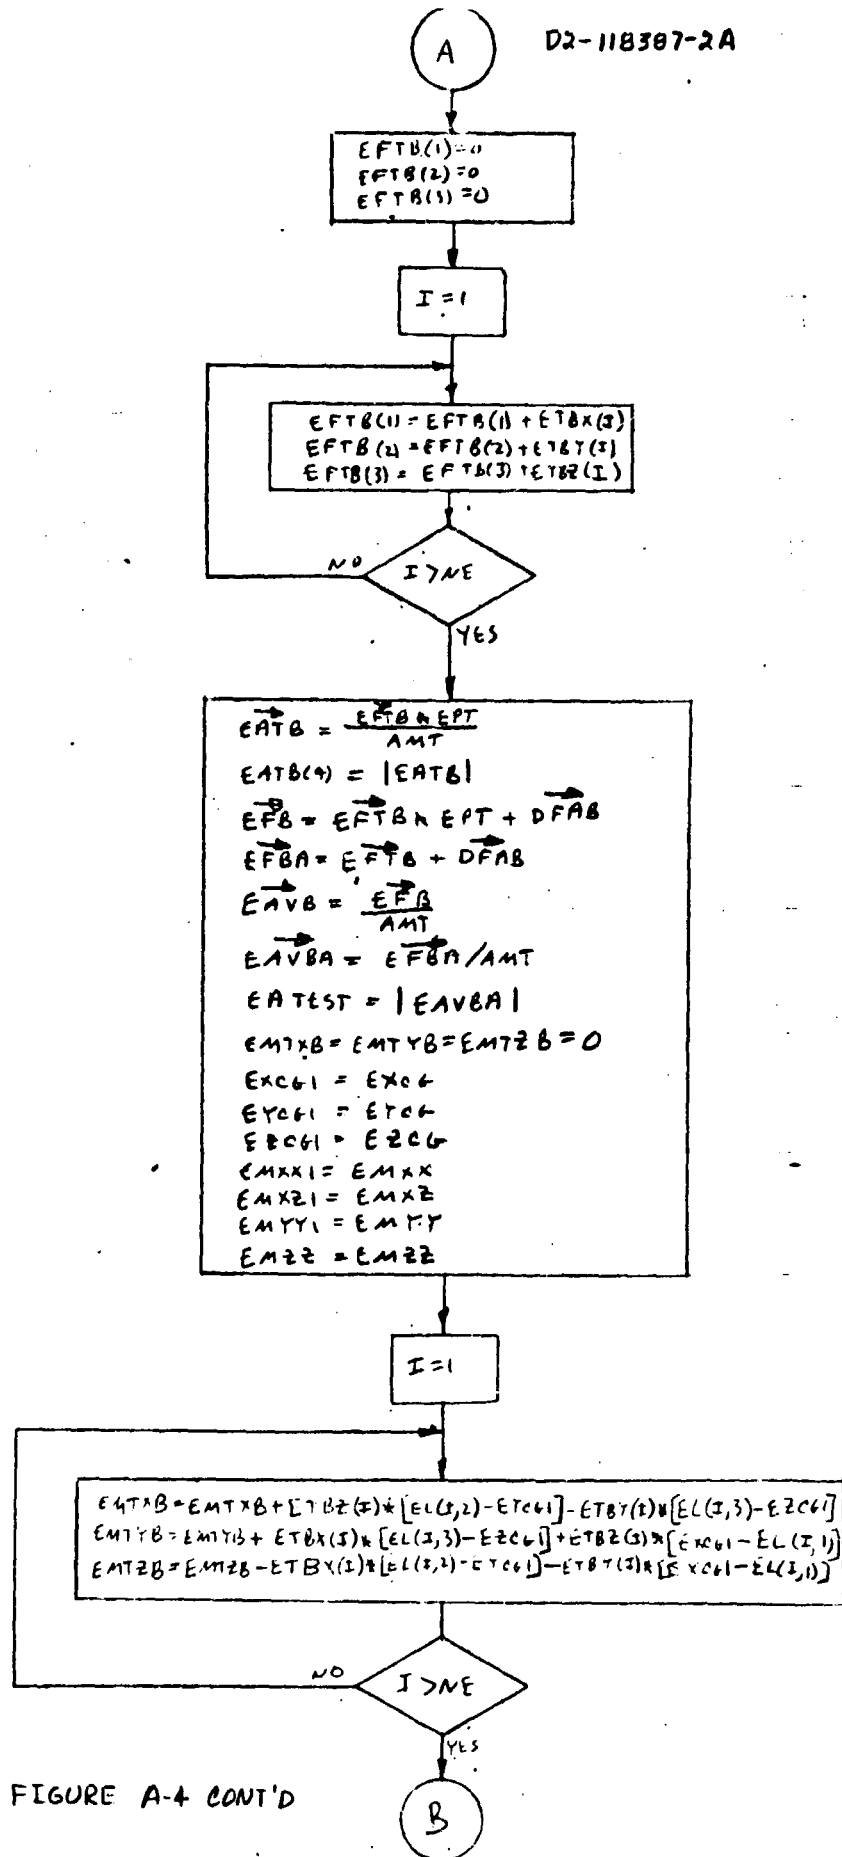 D2-118387-2A
A
EFTB(1)=0
EFTB(2)=0
EFTB(3)=0
I=1
EFTB(1)=EFTB(1)+ETBX(I)
EFTB(2)=EFTB(2)+ETBY(I)
EFTB(3)=EFTB(3)+ETBZ(I)
NO
I>NE
YES
EATB = EFTB * EPT
AMT
EATB(4) = |EATB|
EFB = EFTB * EPT + DFAB
EFBA = EFTB + DFAB
EAVB = EFB
AMT
EAVBA = EFBA/AMT
EATEST = |EAVBA|
EMTXB=EMTYB=EMTZB=0
EXCG1 = EXCG
EYCG1 = EYCG
EZCG1 = EZCG
EMXX1 = EMXX
EMXZ1 = EMXZ
EMYY1 = EMYY
EMZZ = EMZZ
I=1
EMTXB=EMTXB+ETBZ(I)*[EL(I,2)-EYCG1]-ETBY(I)*[EL(I,3)-EZCG1]
EMTYB=EMTYB+ETBX(I)*[EL(I,3)-EZCG1]+ETBZ(I)*[EXCG1-EL(I,1)]
EMTZB=EMTZB-ETBX(I)*[EL(I,2)-EYCG1]-ETBY(I)*[EXCG1-EL(I,1)]
NO
I>NE
YES
FIGURE A-4 CONT'D
B